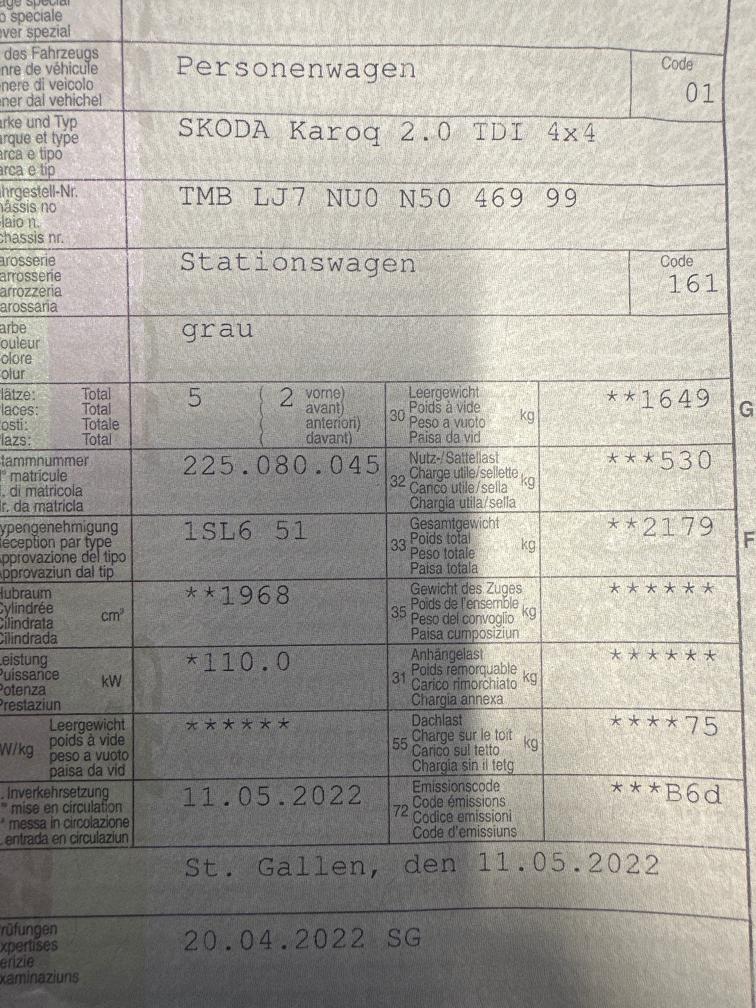 o speciale
ver spezial
des Fahrzeugs
nre de véhicule
nere di veicolo
ner dal vehichel
Personenwagen
Code
01
rke und Typ
rque et type
arca e tipo
arca e tip
SKODA Karoq 2.0 TDI 4x4
hrgestell-Nr.
hâssis no
laio n.
chassis nr.
TMB LJ7 NU0 N50 469 99
arosserie
arrosserie
arrozzeria
arossaria
Stationswagen
Code
161
arbe
ouleur
olore
olur
grau
lätze: Total
laces: Total
osti: Totale
lazs: Total
5 ( 2 vorne)
avant)
anteriori)
davant)
30 Leergewicht
Poids à vide
Peso a vuoto
Paisa da vid
kg
**1649
G
tammnummer
° matricule
. di matricola
r. da matricla
225.080.045
32 Nutz-/Sattellast
Charge utile/sellette
Carico utile/sella
Chargia utila/sella
kg
***530
ypengenehmigung
éception par type
pprovazione del tipo
pprovaziun dal tip
1SL6 51
33 Gesamtgewicht
Poids total
Peso totale
Paisa totala
kg
**2179
F
Hubraum
Cylindrée
Cilindrata
Cilindrada
cm³
**1968
35 Gewicht des Zuges
Poids de l'ensemble
Peso del convoglio
Paisa cumposiziun
kg
******
eistung
Puissance
Potenza
Prestaziun
kW
*110.0
31 Anhängelast
Poids remorquable
Carico rimorchiato
Chargia annexa
kg
******
W/kg
Leergewicht
poids à vide
peso a vuoto
paisa da vid
******
55 Dachlast
Charge sur le toit
Carico sul tetto
Chargia sin il tetg
kg
****75
. Inverkehrsetzung
° mise en circulation
ª messa in circolazione
. entrada en circulaziun
11.05.2022
72 Emissionscode
Code émissions
Codice emissioni
Code d'emissiuns
***B6d
St. Gallen, den 11.05.2022
rüfungen
xpertises
erizie
xaminaziuns
20.04.2022 SG